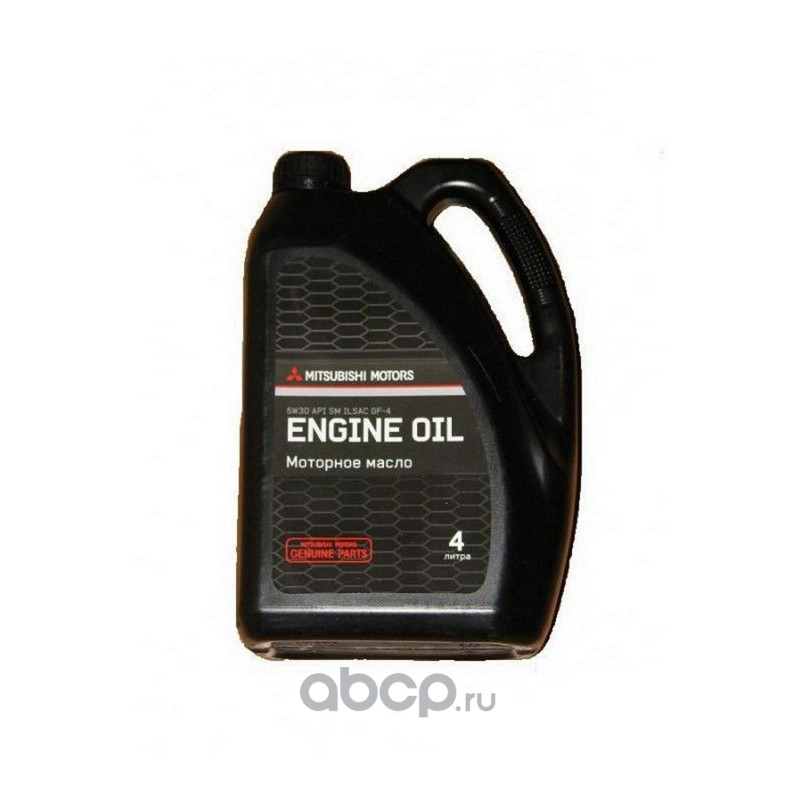 MITSUBISHI MOTORS
5W30 API SM ILSAC GF-4
ENGINE OIL
Моторное масло
MITSUBISHI MOTORS
GENUINE PARTS
4
литра
abcp.ru